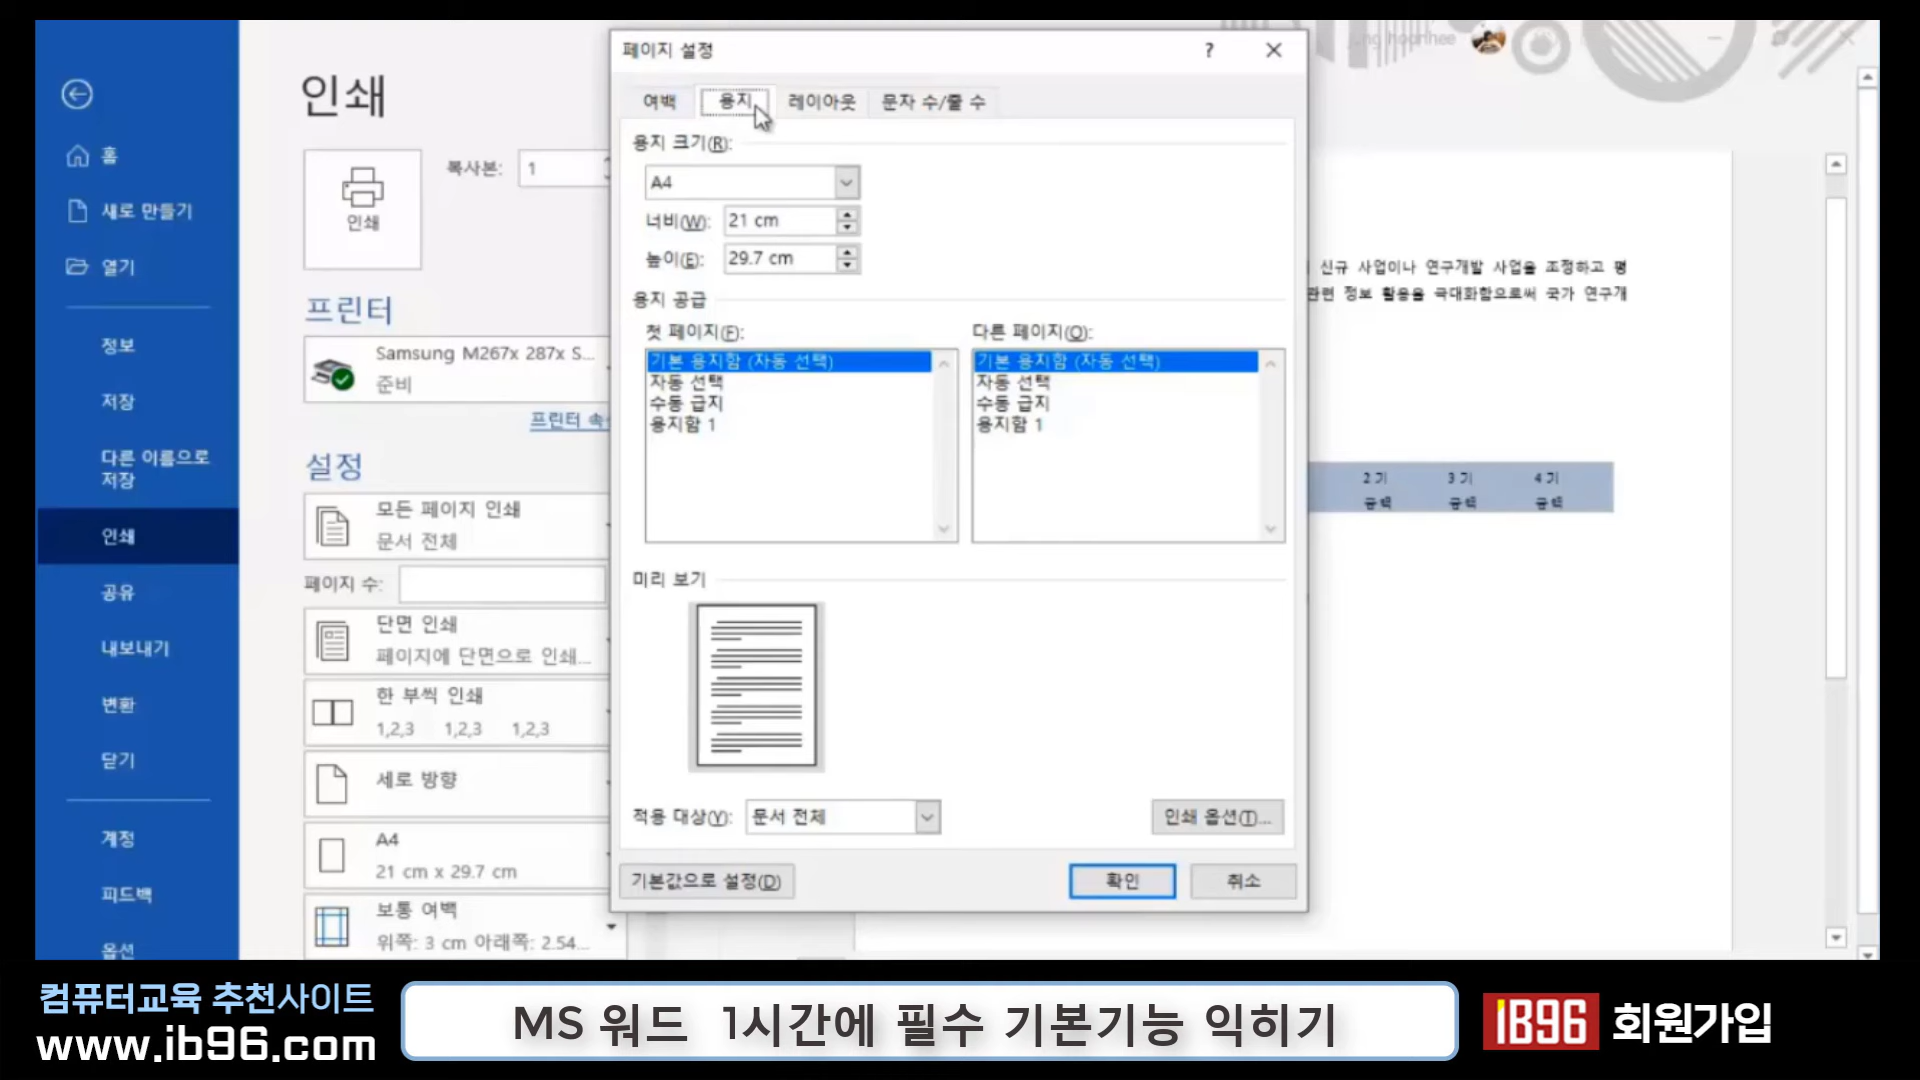 인쇄
홈
새로 만들기
열기
정보
저장
다른 이름으로
저장
인쇄
공유
내보내기
변환
닫기
계정
피드백
옵션
인쇄
복사본:
1
프린터
Samsung M267x 287x S...
준비
프린터 속
설정
모든 페이지 인쇄
문서 전체
페이지 수:
단면 인쇄
페이지에 단면으로 인쇄...
한 부씩 인쇄
1,2,3 1,2,3 1,2,3
세로 방향
A4
21 cm x 29.7 cm
보통 여백
위쪽: 3 cm 아래쪽: 2.54...
페이지 설정
?
여백 용지 레이아웃 문자 수/줄 수
용지 크기(R):
A4
너비(W): 21 cm
높이(E): 29.7 cm
용지 공급
첫 페이지(F):
기본 용지함 (자동 선택)
자동 선택
수동 급지
용지함 1
다른 페이지(O):
기본 용지함 (자동 선택)
자동 선택
수동 급지
용지함 1
미리 보기
적용 대상(Y): 문서 전체
인쇄 옵션(T)...
기본값으로 설정(D)
확인
취소
신규 사업이나 연구개발 사업을 조정하고 평
관련 정보 활용을 극대화함으로써 국가 연구개
2기 3기 4기
컴퓨터교육 추천사이트
www.ib96.com
MS 워드 1시간에 필수 기본기능 익히기
IB96 회원가입